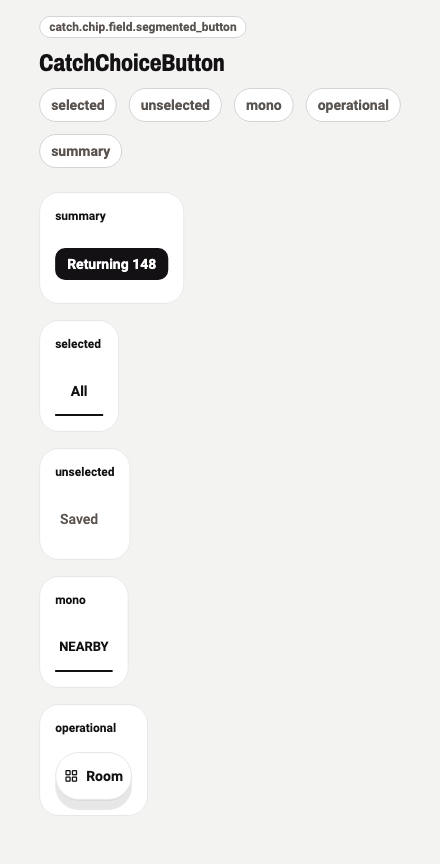 catch.chip.field.segmented_button
CatchChoiceButton
selected unselected mono operational
summary
summary
Returning 148
selected
All
unselected
Saved
mono
NEARBY
operational
Room